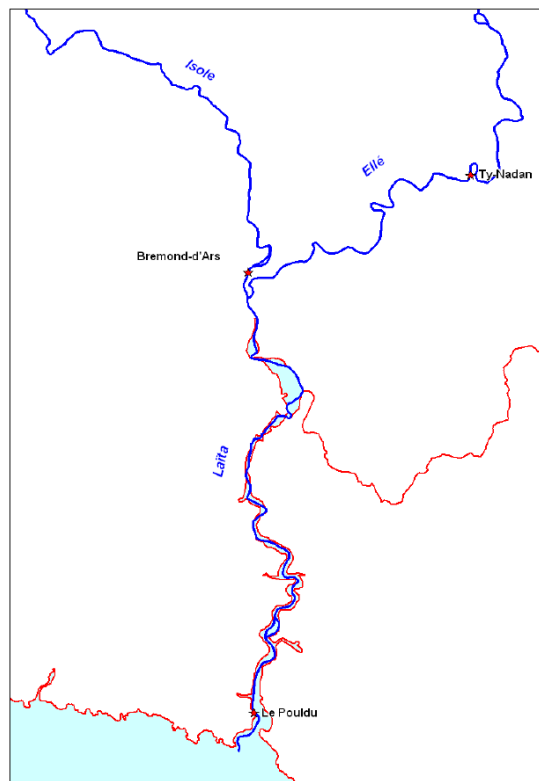 Isole
Ellé
Ty-Nadan
Bremond-d'Ars
Laïta
Le Pouldu